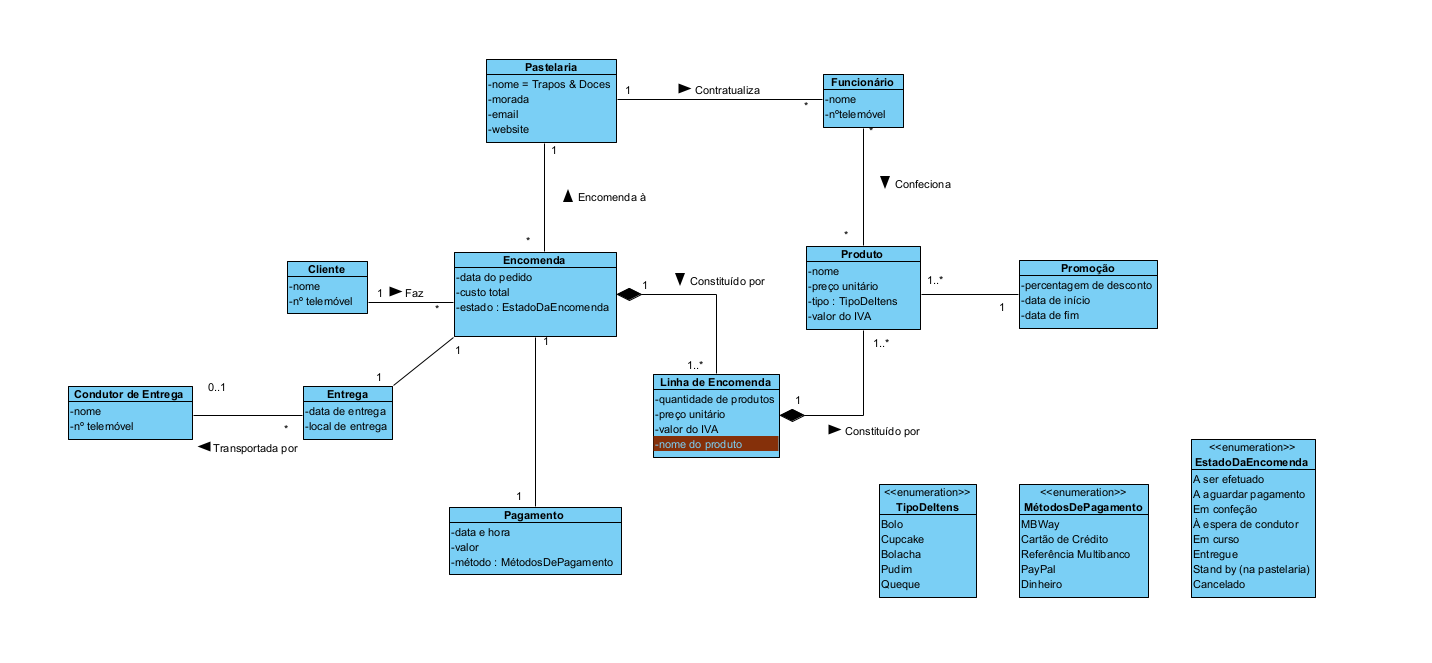 Pastelaria
-nome = Trapos & Doces
-morada
-email
-website
1
Contratualiza
*
Funcionário
-nome
-nºtelemóvel
*
1
Encomenda à
*
Confeciona
*
Cliente
-nome
-nº telemóvel
1
Faz
*
Encomenda
-data do pedido
-custo total
-estado : EstadoDaEncomenda
1
Constituído por
1..*
Produto
-nome
-preço unitário
-tipo : TipoDeItens
-valor do IVA
1..*
1
Promoção
-percentagem de desconto
-data de início
-data de fim
1
1
1
1..*
Condutor de Entrega
-nome
-nº telemóvel
0..1
*
Transportada por
Entrega
-data de entrega
-local de entrega
Linha de Encomenda
-quantidade de produtos
-preço unitário
-valor do IVA
-nome do produto
1
Constituído por
1
Pagamento
-data e hora
-valor
-método : MétodosDePagamento
<<enumeration>>
TipoDeItens
Bolo
Cupcake
Bolacha
Pudim
Queque
<<enumeration>>
MétodosDePagamento
MBWay
Cartão de Crédito
Referência Multibanco
PayPal
Dinheiro
<<enumeration>>
EstadoDaEncomenda
A ser efetuado
A aguardar pagamento
Em confeção
À espera de condutor
Em curso
Entregue
Stand by (na pastelaria)
Cancelado